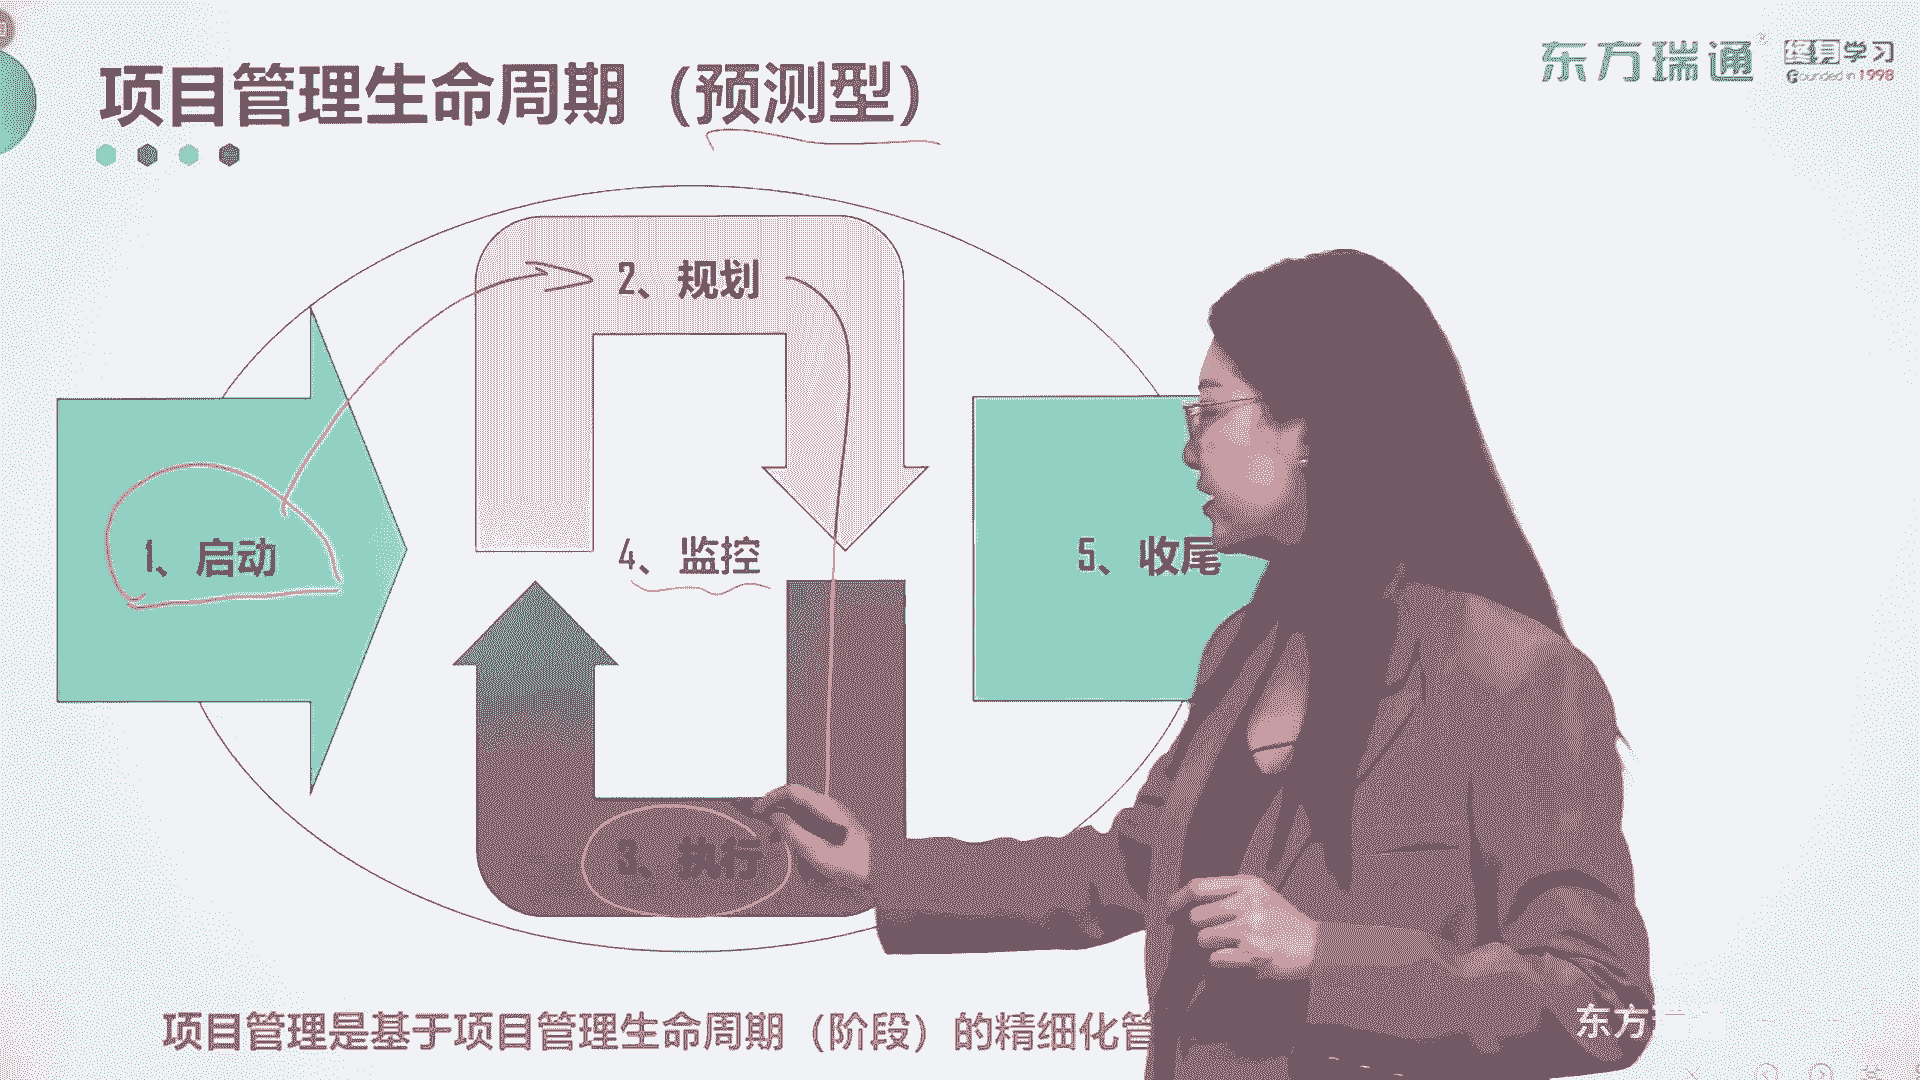 项目管理生命周期（预测型）
东方瑞通
终身学习
Founded in 1998
2、规划
1、启动
4、监控
5、收尾
3、执行
项目管理是基于项目管理生命周期（阶段）的精细化管
东方